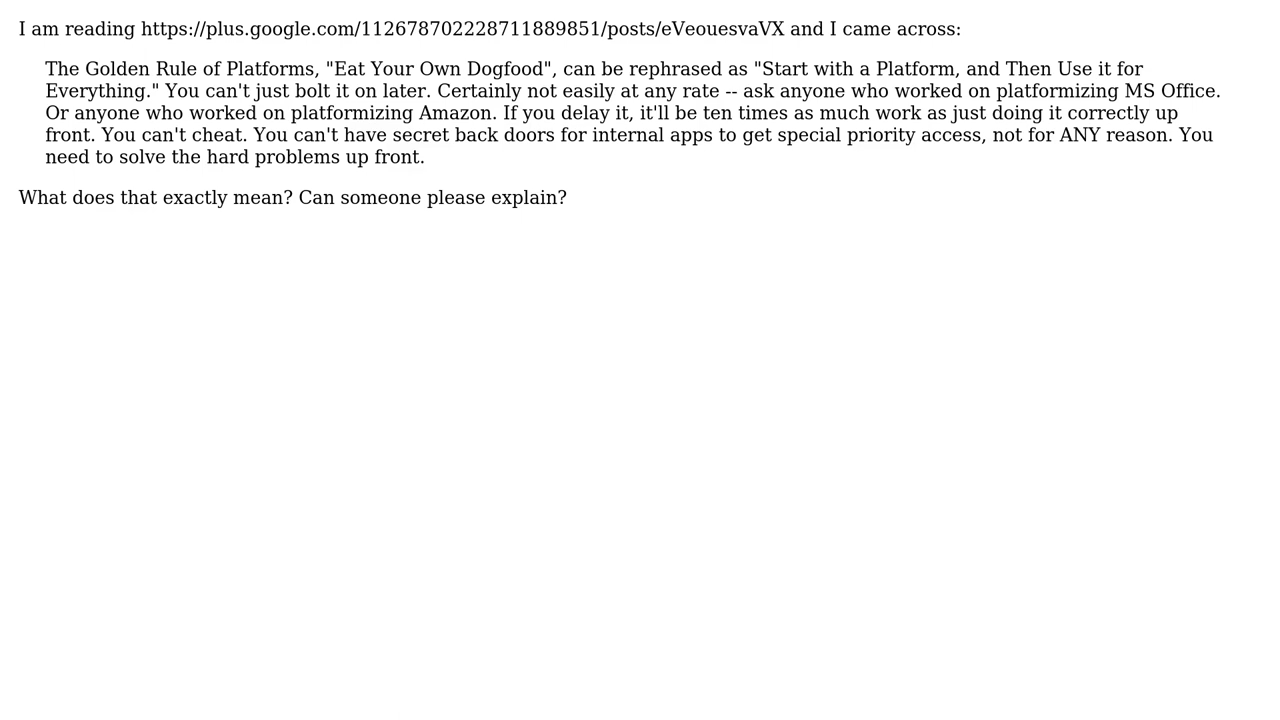 I am reading https://plus.google.com/112678702228711889851/posts/eVeouesvaVX and I came across:
The Golden Rule of Platforms, "Eat Your Own Dogfood", can be rephrased as "Start with a Platform, and Then Use it for
Everything." You can't just bolt it on later. Certainly not easily at any rate -- ask anyone who worked on platformizing MS Office.
Or anyone who worked on platformizing Amazon. If you delay it, it'll be ten times as much work as just doing it correctly up
front. You can't cheat. You can't have secret back doors for internal apps to get special priority access, not for ANY reason. You
need to solve the hard problems up front.
What does that exactly mean? Can someone please explain?